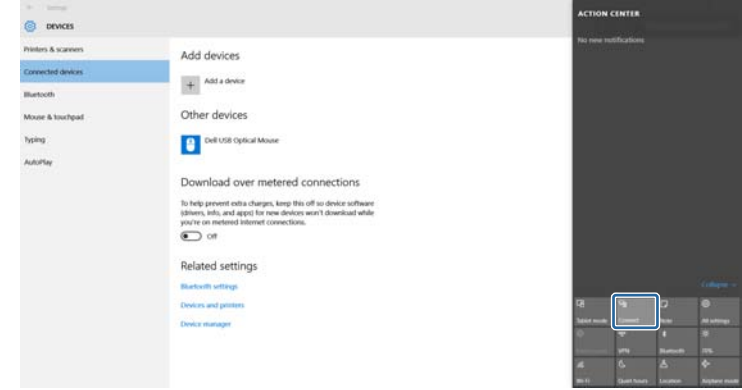 Settings
DEVICES
Printers & scanners
Connected devices
Bluetooth
Mouse & touchpad
Typing
AutoPlay
Add devices
Add a device
Other devices
Dell USB Optical Mouse
Download over metered connections
To help prevent extra charges, keep this off so device software
(drivers, info, and apps) for new devices won't download while
you're on metered Internet connections.
Off
Related settings
Bluetooth settings
Devices and printers
Device manager
ACTION CENTER
No new notifications
Collapse
Tablet mode
Connect
Note
All settings
VPN
Bluetooth
70%
Wi-Fi
Quiet hours
Location
Airplane mode